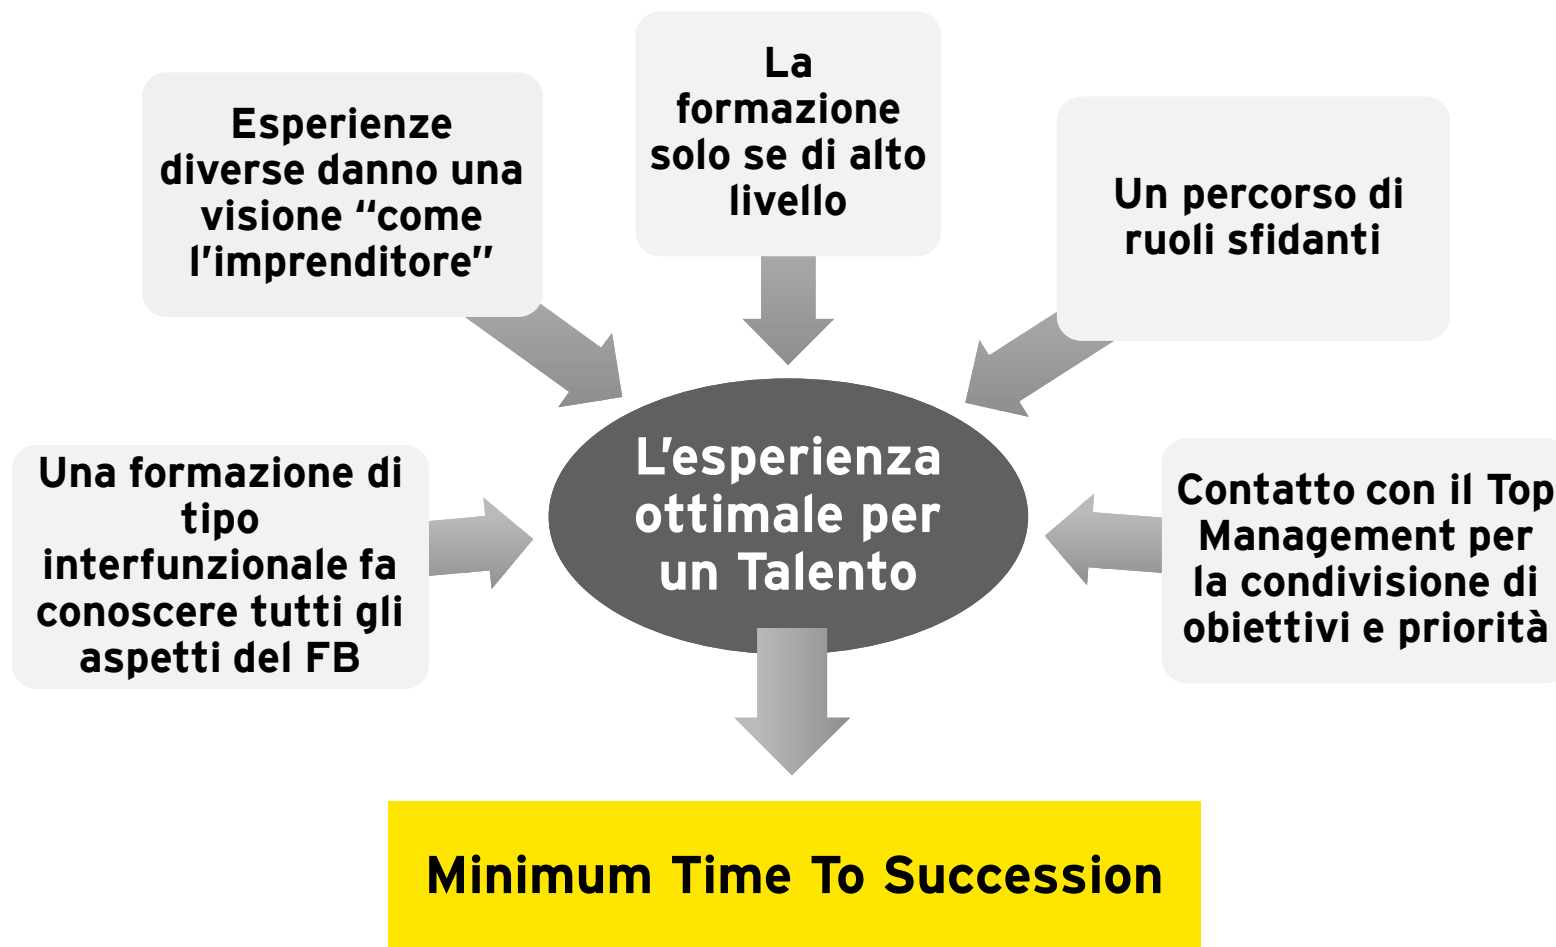 La
formazione
solo se di alto
livello
Esperienze
diverse danno una
visione “come
l’imprenditore”
Un percorso di
ruoli sfidanti
Una formazione di
tipo
interfunzionale fa
conoscere tutti gli
aspetti del FB
L’esperienza
ottimale per
un Talento
Contatto con il Top
Management per
la condivisione di
obiettivi e priorità
Minimum Time To Succession